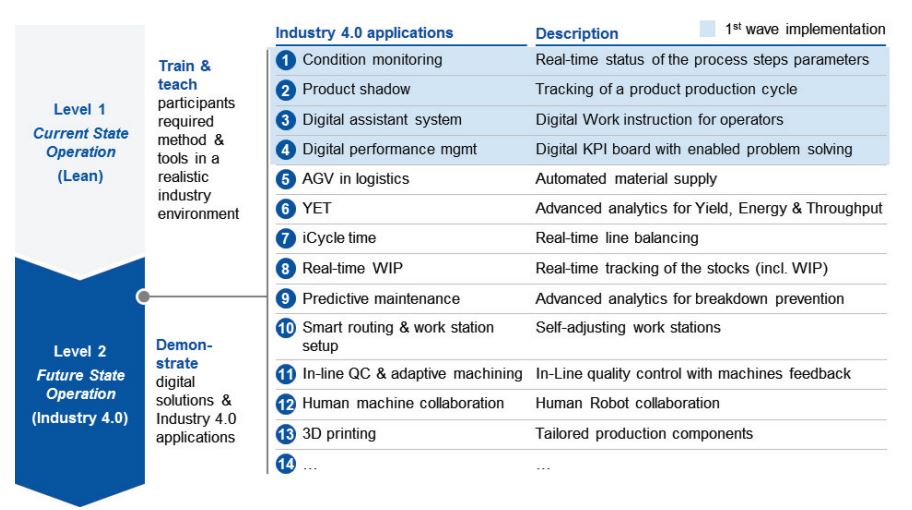 Level 1
Current State
Operation
(Lean)
Train &
teach
participants
required
method &
tools in a
realistic
industry
environment
Level 2
Future State
Operation
(Industry 4.0)
Demon-
strate
digital
solutions &
Industry 4.0
applications
1st wave implementation
Industry 4.0 applications Description
1 Condition monitoring Real-time status of the process steps parameters
2 Product shadow Tracking of a product production cycle
3 Digital assistant system Digital Work instruction for operators
4 Digital performance mgmt Digital KPI board with enabled problem solving
5 AGV in logistics Automated material supply
6 YET Advanced analytics for Yield, Energy & Throughput
7 iCycle time Real-time line balancing
8 Real-time WIP Real-time tracking of the stocks (incl. WIP)
9 Predictive maintenance Advanced analytics for breakdown prevention
10 Smart routing & work station Self-adjusting work stations
setup
11 In-line QC & adaptive machining In-Line quality control with machines feedback
12 Human machine collaboration Human Robot collaboration
13 3D printing Tailored production components
14 ... ...